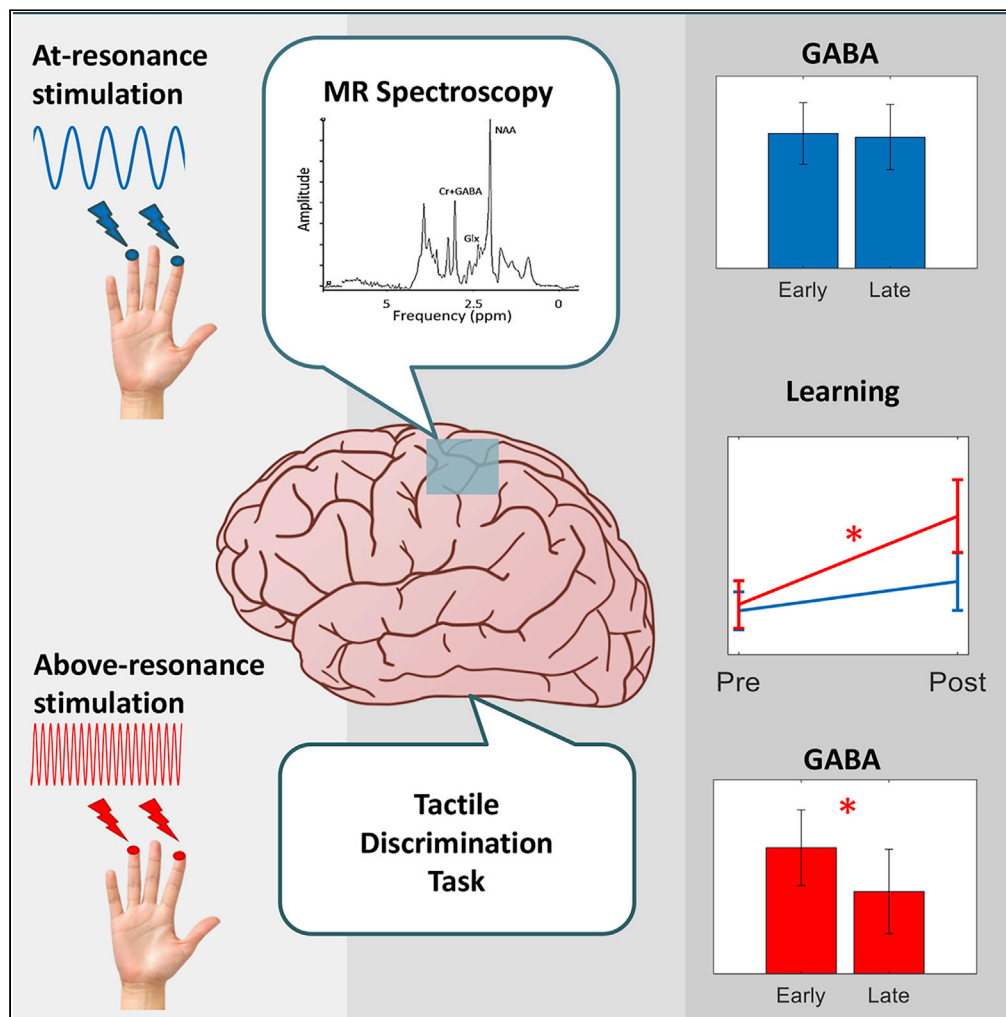 At-resonance
stimulation
MR Spectroscopy
Amplitude
NAA
Cr+GABA
Glx
5
2.5
0
Frequency (ppm)
GABA
Early
Late
Learning
*
Pre
Post
Above-resonance
stimulation
Tactile
Discrimination
Task
GABA
*
Early
Late